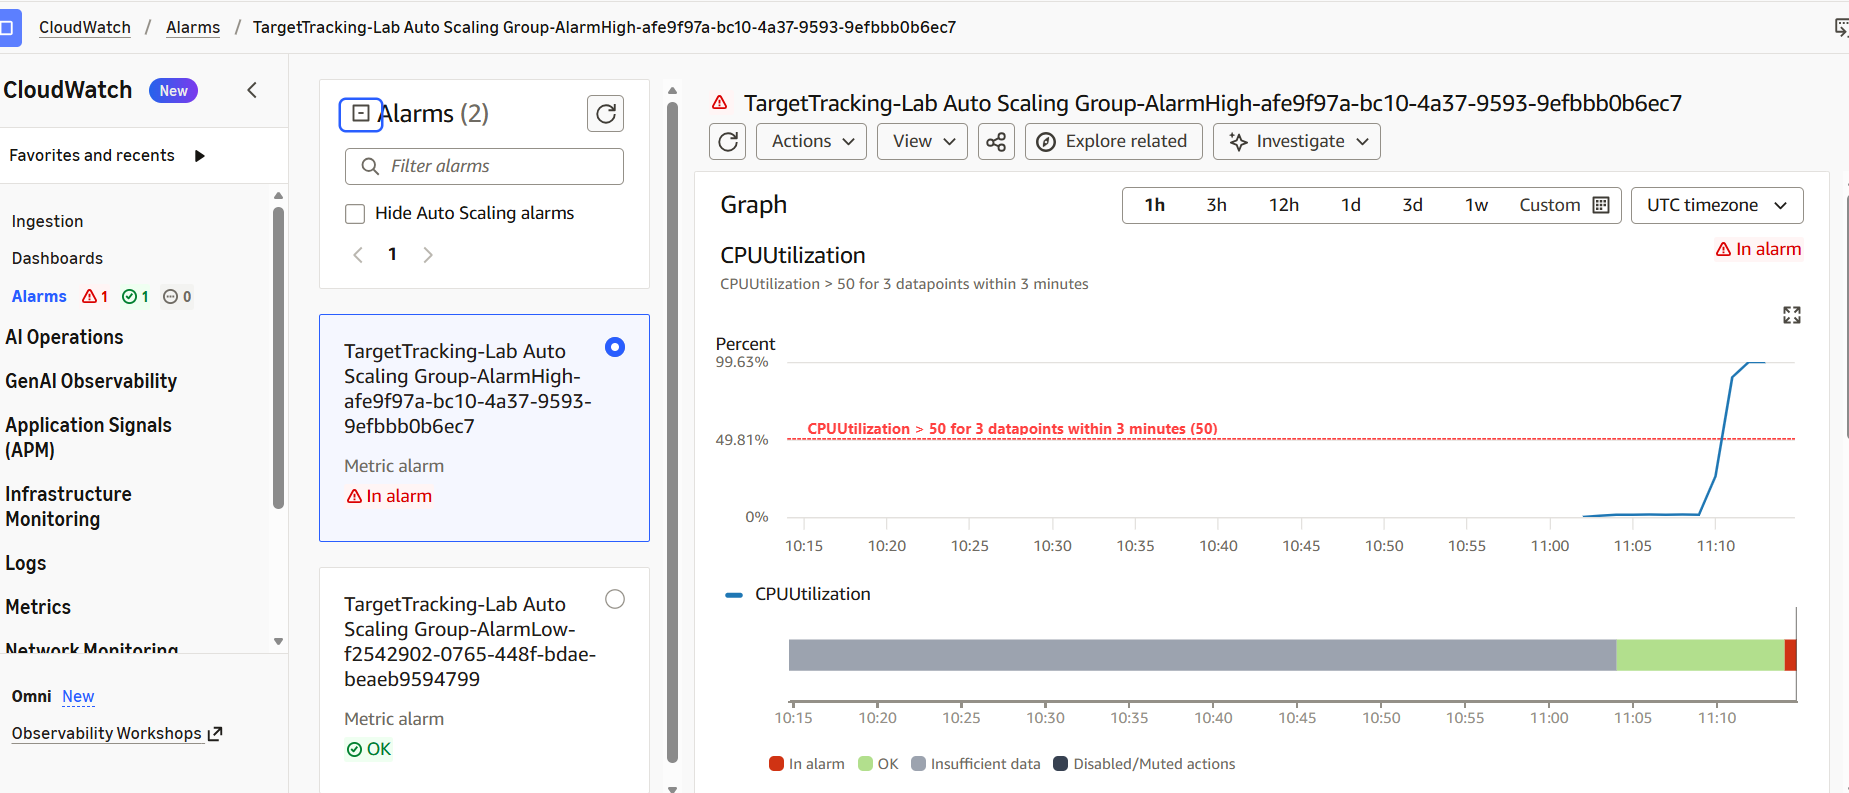 CloudWatch / Alarms / TargetTracking-Lab Auto Scaling Group-AlarmHigh-afe9f97a-bc10-4a37-9593-9efbbb0b6ec7
CloudWatch New
Favorites and recents
Ingestion
Dashboards
Alarms 1 1 0
AI Operations
GenAI Observability
Application Signals
(APM)
Infrastructure
Monitoring
Logs
Metrics
Network Monitoring
Omni New
Observability Workshops
Alarms (2)
Filter alarms
Hide Auto Scaling alarms
1
TargetTracking-Lab Auto
Scaling Group-AlarmHigh-
afe9f97a-bc10-4a37-9593-
9efbbb0b6ec7
Metric alarm
In alarm
TargetTracking-Lab Auto
Scaling Group-AlarmLow-
f2542902-0765-448f-bdae-
beaeb9594799
Metric alarm
OK
TargetTracking-Lab Auto Scaling Group-AlarmHigh-afe9f97a-bc10-4a37-9593-9efbbb0b6ec7
Actions View Explore related Investigate
Graph
1h 3h 12h 1d 3d 1w Custom UTC timezone
CPUUtilization
In alarm
CPUUtilization > 50 for 3 datapoints within 3 minutes
Percent
99.63%
CPUUtilization > 50 for 3 datapoints within 3 minutes (50)
49.81%
0%
10:15 10:20 10:25 10:30 10:35 10:40 10:45 10:50 10:55 11:00 11:05 11:10
CPUUtilization
10:15 10:20 10:25 10:30 10:35 10:40 10:45 10:50 10:55 11:00 11:05 11:10
In alarm OK Insufficient data Disabled/Muted actions